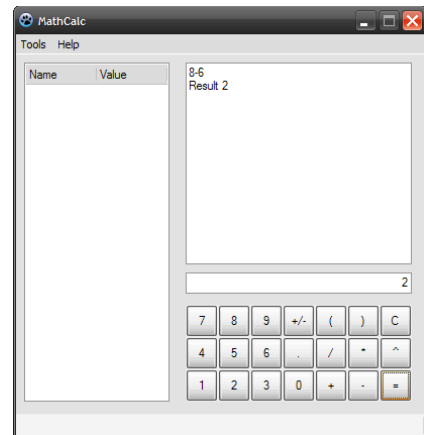 MathCalc
Tools Help
Name Value
8-6
Result 2
2
7 8 9 +/- ( ) C
4 5 6 . / * ^
1 2 3 0 + - =